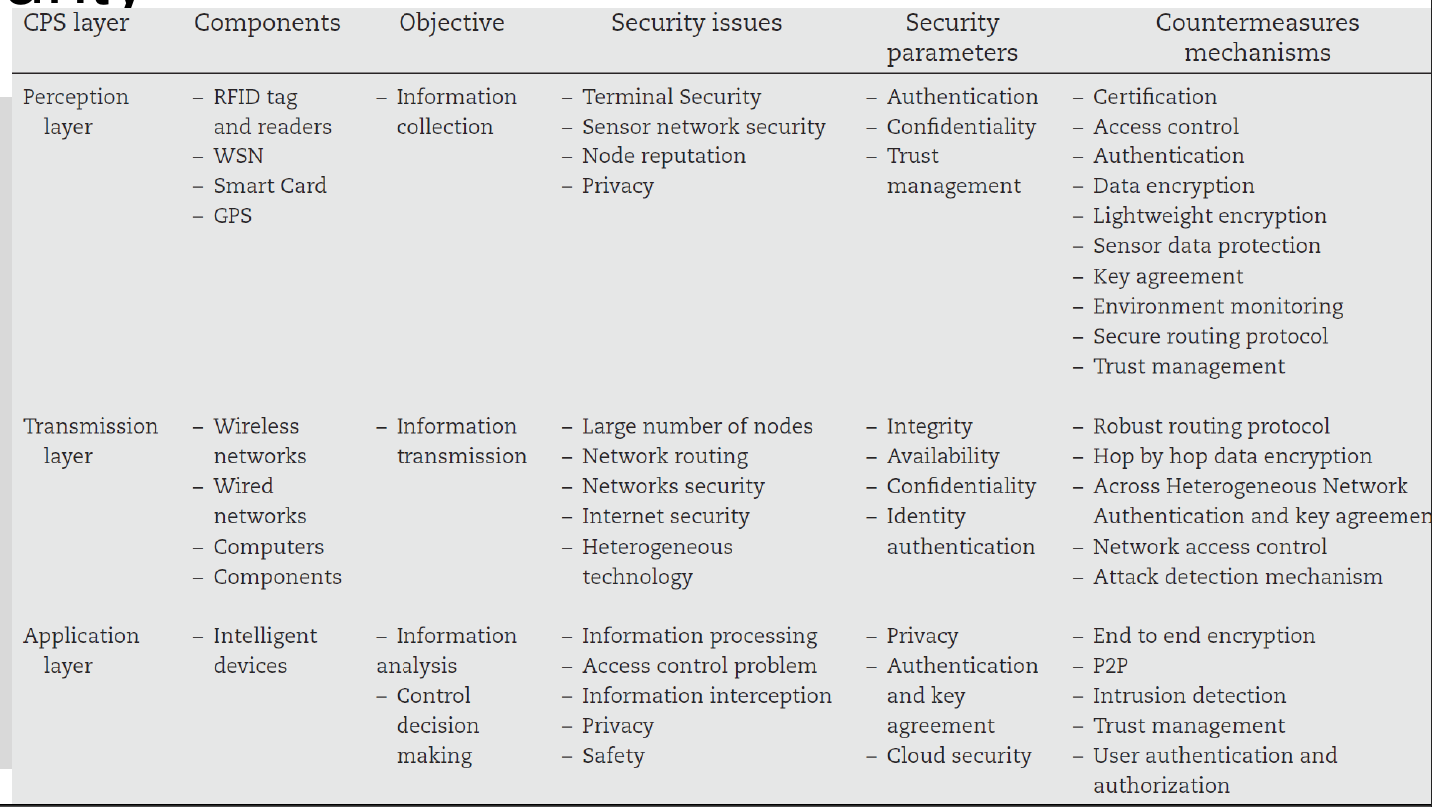 CPS layer Components Objective Security issues Security parameters Countermeasures mechanisms
Perception layer
– RFID tag and readers
– WSN
– Smart Card
– GPS
– Information collection
– Terminal Security
– Sensor network security
– Node reputation
– Privacy
– Authentication
– Confidentiality
– Trust management
– Certification
– Access control
– Authentication
– Data encryption
– Lightweight encryption
– Sensor data protection
– Key agreement
– Environment monitoring
– Secure routing protocol
– Trust management
Transmission layer
– Wireless networks
– Wired networks
– Computers
– Components
– Information transmission
– Large number of nodes
– Network routing
– Networks security
– Internet security
– Heterogeneous technology
– Integrity
– Availability
– Confidentiality
– Identity authentication
– Robust routing protocol
– Hop by hop data encryption
– Across Heterogeneous Network
Authentication and key agreemen
– Network access control
– Attack detection mechanism
Application layer
– Intelligent devices
– Information analysis
– Control decision making
– Information processing
– Access control problem
– Information interception
– Privacy
– Safety
– Privacy
– Authentication and key agreement
– Cloud security
– End to end encryption
– P2P
– Intrusion detection
– Trust management
– User authentication and authorization